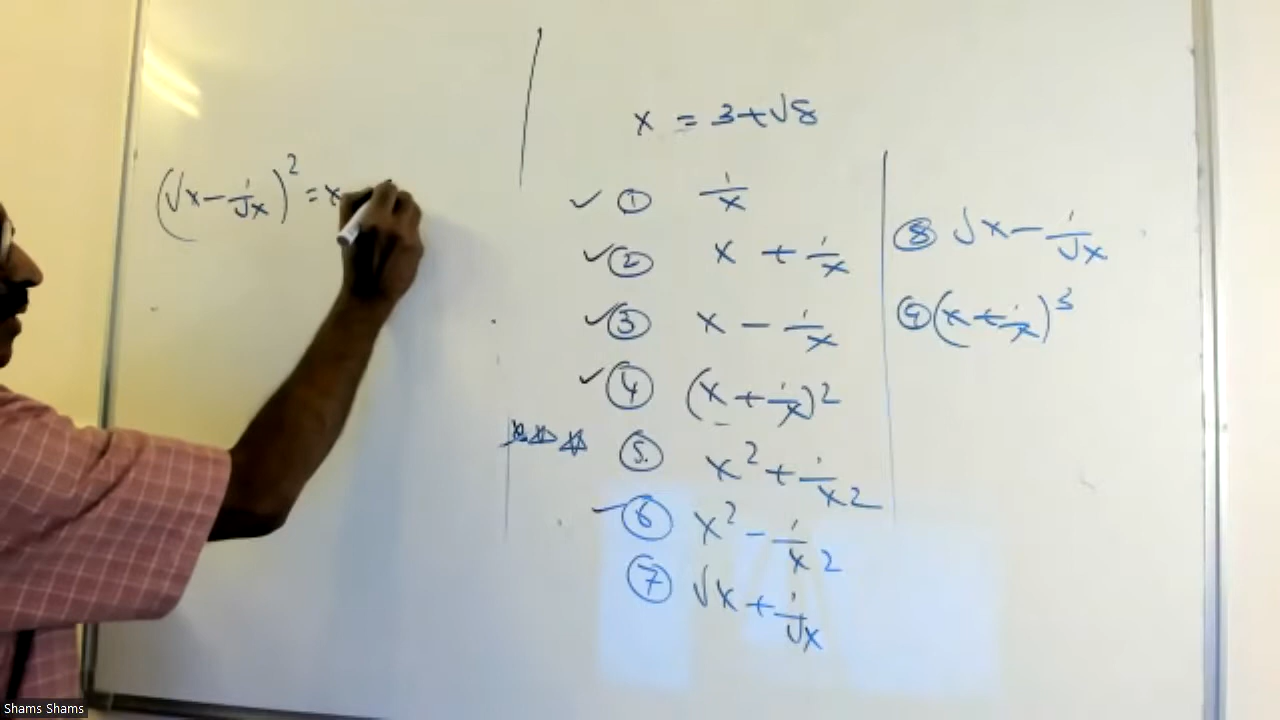 (√x - 1/√x)² = x
x = 3+√8
① 1/x
② x + 1/x
③ x - 1/x
④ (x + 1/x)²
⑤ x² + 1/x²
⑥ x² - 1/x²
⑦ √x + 1/√x
⑧ √x - 1/√x
⑨ (x + 1/x)³
Shams Shams